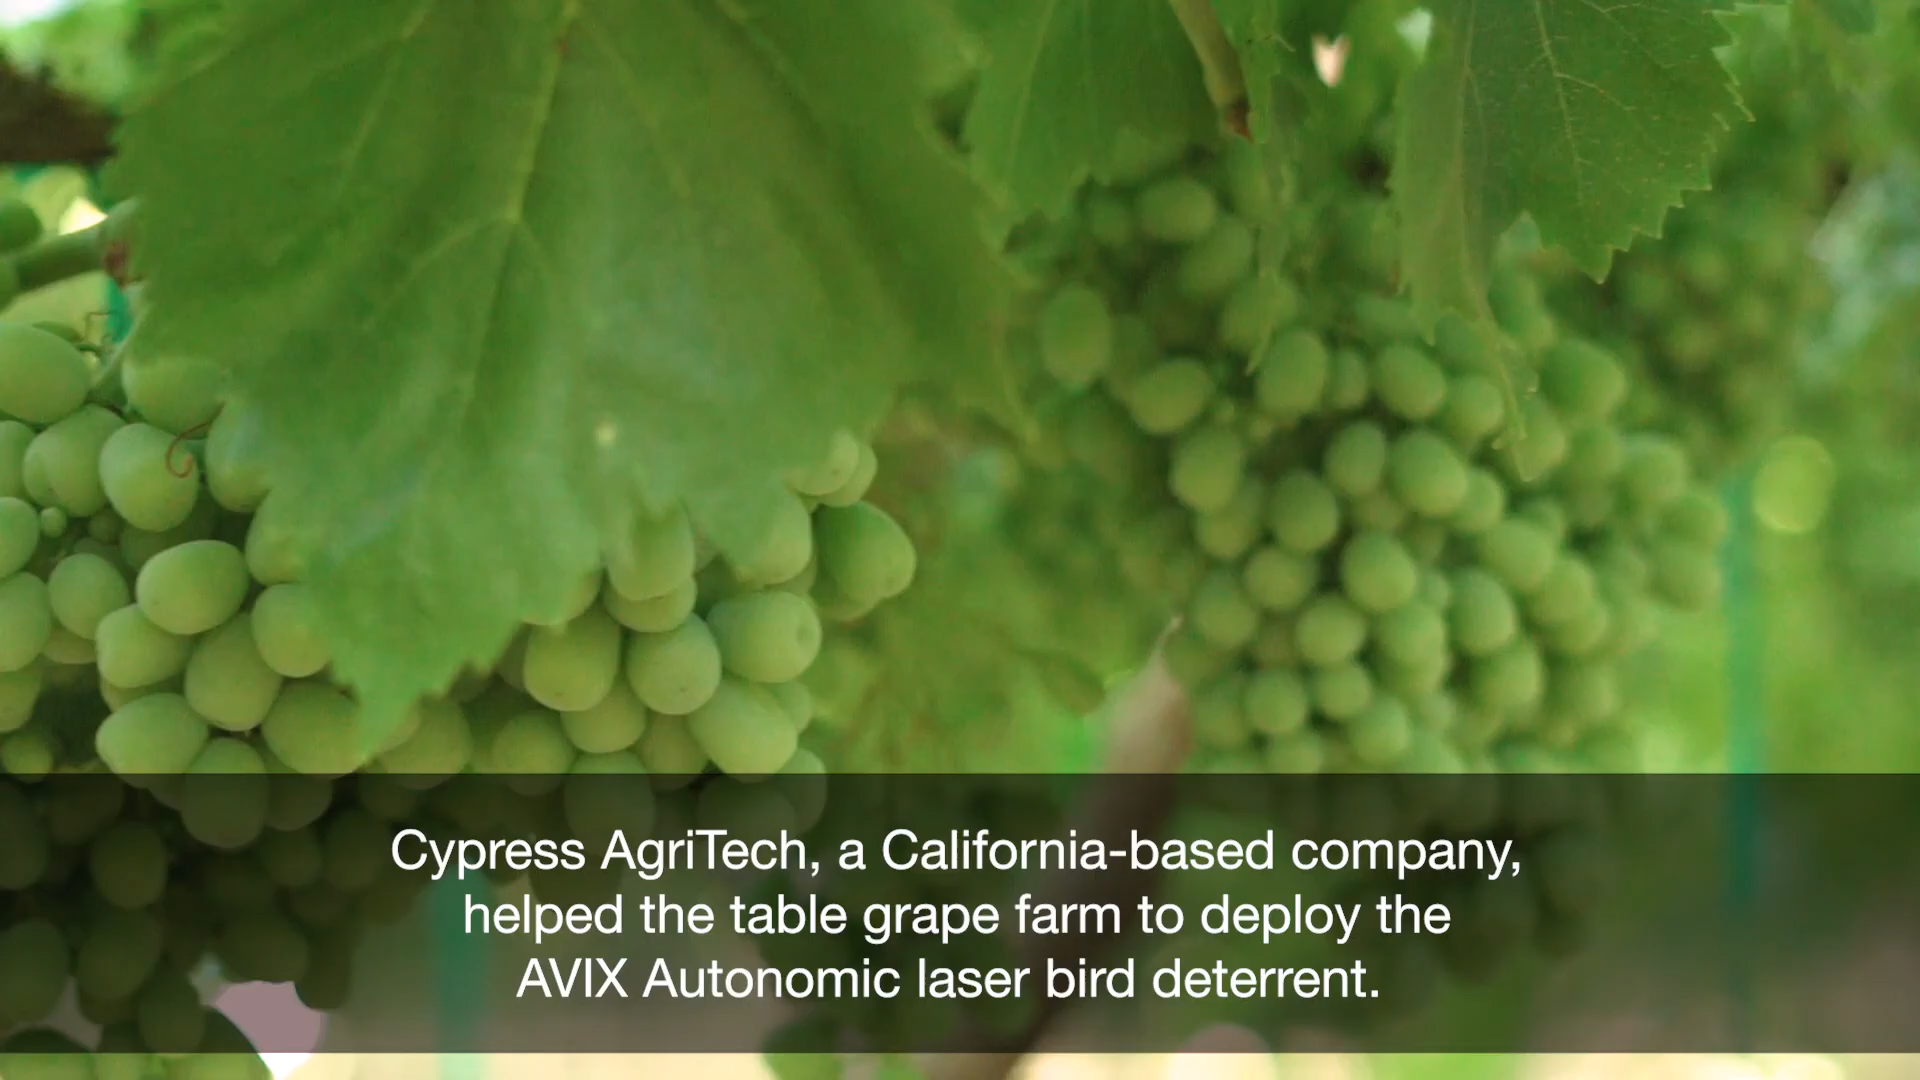 Cypress AgriTech, a California-based company,
helped the table grape farm to deploy the
AVIX Autonomic laser bird deterrent.